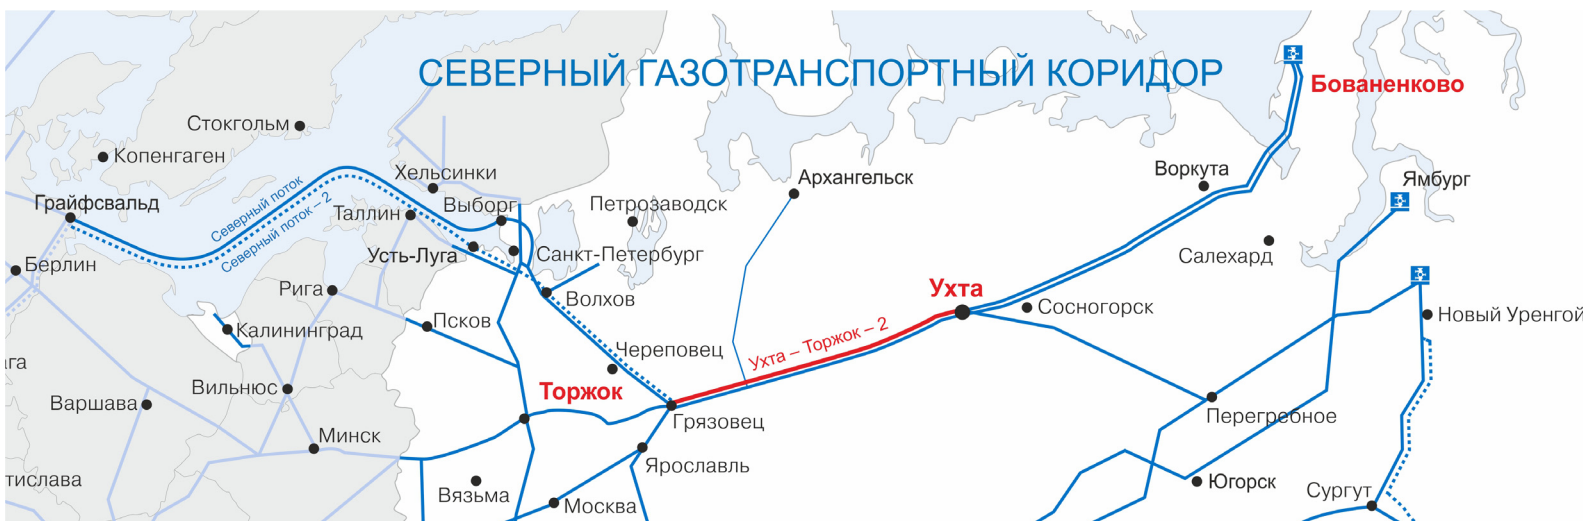 СЕВЕРНЫЙ ГАЗОТРАНСПОРТНЫЙ КОРИДОР
Бованенково
Стокгольм
Копенгаген
Хельсинки
Архангельск
Воркута
Ямбург
Грайфсвальд
Северный поток
Северный поток – 2
Таллин
Выборг
Петрозаводск
Усть-Луга
Санкт-Петербург
Салехард
Берлин
Рига
Волхов
Ухта
Сосногорск
Новый Уренгой
Калининград
Псков
Ухта – Торжок – 2
Череповец
ага
Вильнюс
Торжок
Варшава
Грязовец
Перегребное
Минск
Ярославль
тислава
Вязьма
Москва
Югорск
Сургут